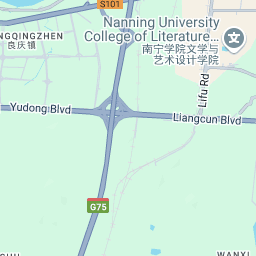 S101
Nanning University
College of Literature...
南宁学院文学与
艺术设计学院
NGQINGZHEN
良庆镇
Lifu Rd
Yudong Blvd
Liangcun Blvd
G75
WANXI